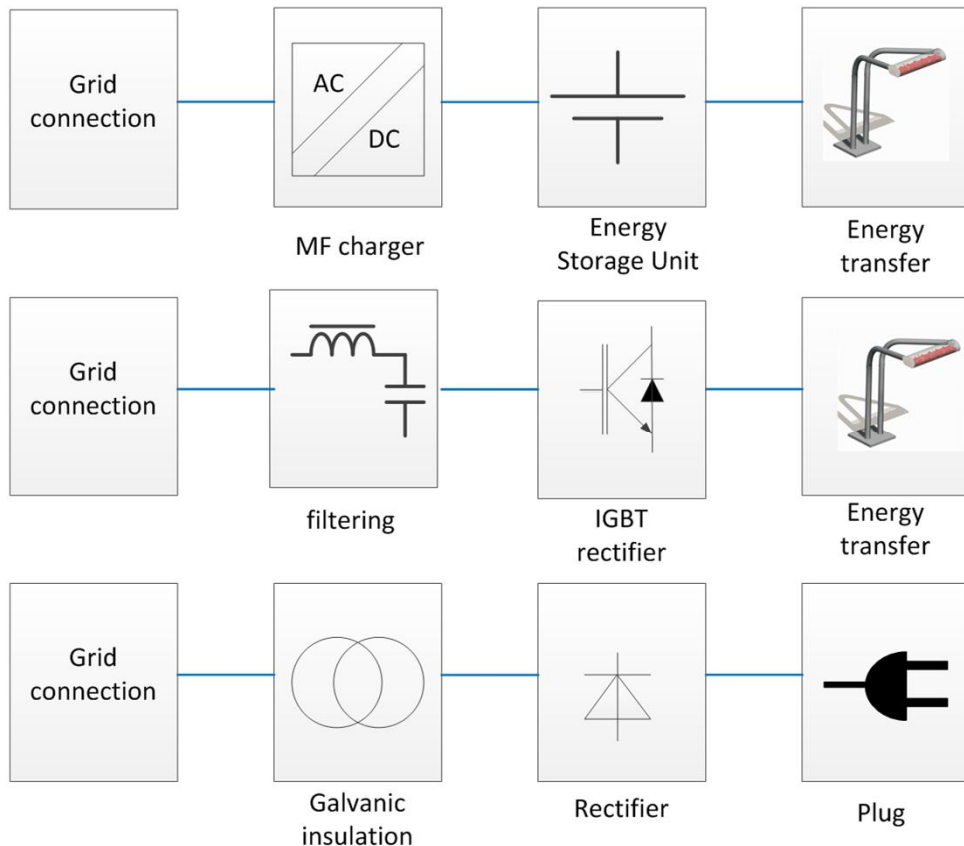 Grid
connection
AC
DC
MF charger
Energy
Storage Unit
Energy
transfer
Grid
connection
filtering
IGBT
rectifier
Energy
transfer
Grid
connection
Galvanic
insulation
Rectifier
Plug